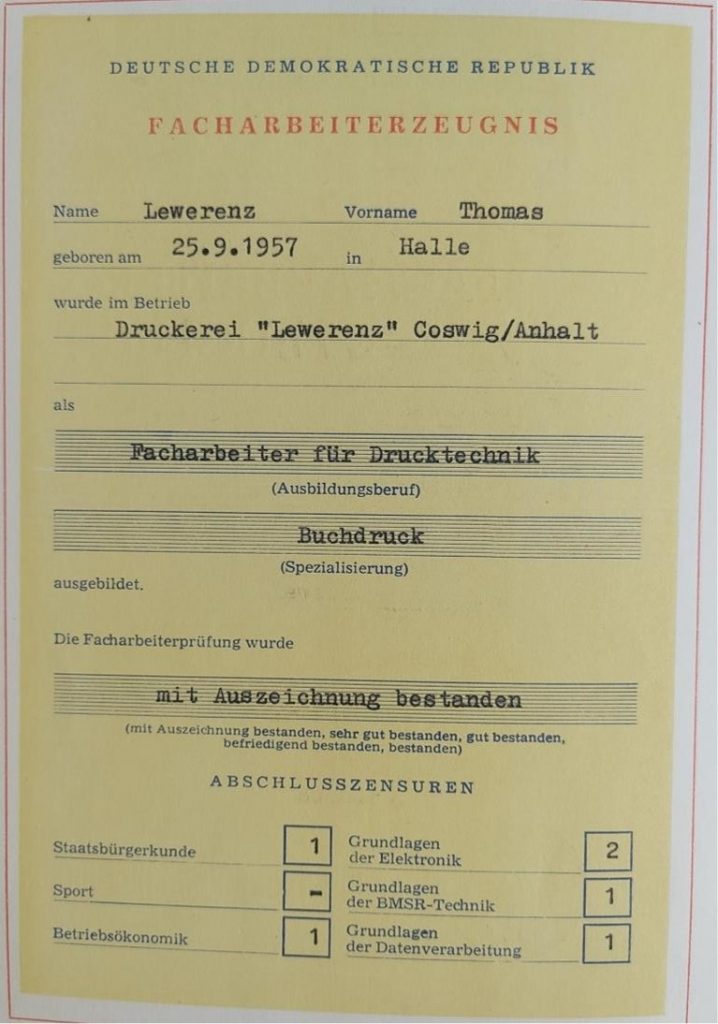 DEUTSCHE DEMOKRATISCHE REPUBLIK
FACHARBEITERZEUGNIS
Name Lewerenz Vorname Thomas
geboren am 25.9.1957 in Halle
wurde im Betrieb
Druckerei "Lewerenz" Coswig/Anhalt
als
Facharbeiter für Drucktechnik
(Ausbildungsberuf)
Buchdruck
(Spezialisierung)
ausgebildet.
Die Facharbeiterprüfung wurde
mit Auszeichnung bestanden
(mit Auszeichnung bestanden, sehr gut bestanden, gut bestanden,
befriedigend bestanden, bestanden)
ABSCHLUSSZENSUREN
Staatsbürgerkunde 1
Grundlagen
der Elektronik 2
Sport -
Grundlagen
der BMSR-Technik 1
Betriebsökonomik 1
Grundlagen
der Datenverarbeitung 1